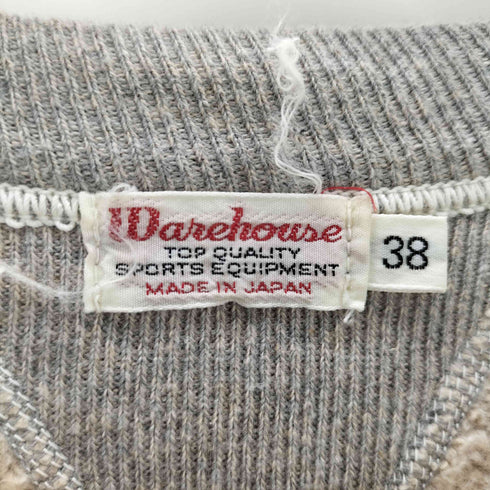 Warehouse
TOP QUALITY
SPORTS EQUIPMENT
MADE IN JAPAN
38